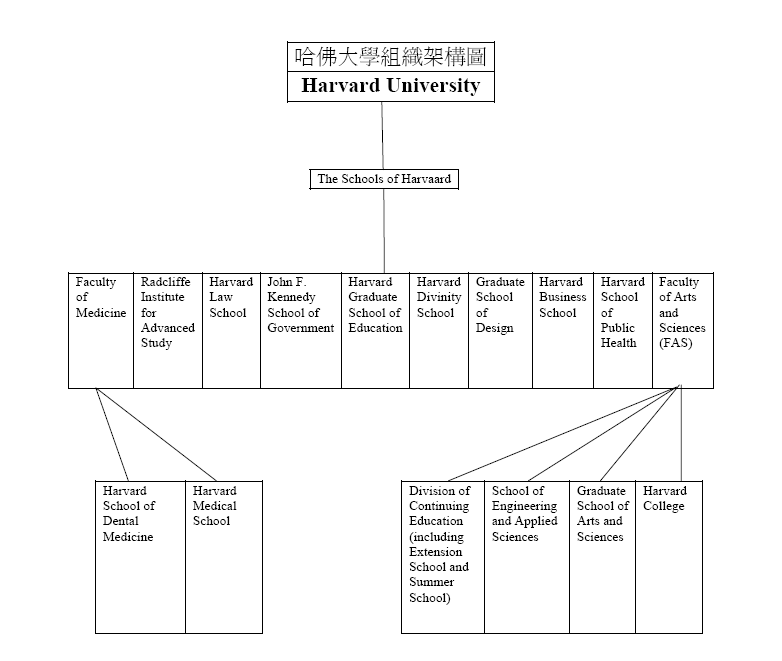 哈佛大學組織架構圖
Harvard University
The Schools of Harvaard
Faculty
of
Medicine
Radcliffe
Institute
for
Advanced
Study
Harvard
Law
School
John F.
Kennedy
School of
Government
Harvard
Graduate
School of
Education
Harvard
Divinity
School
Graduate
School
of
Design
Harvard
Business
School
Harvard
School
of
Public
Health
Faculty
of Arts
and
Sciences
(FAS)
Harvard
School of
Dental
Medicine
Harvard
Medical
School
Division of
Continuing
Education
(including
Extension
School and
Summer
School)
School of
Engineering
and Applied
Sciences
Graduate
School of
Arts and
Sciences
Harvard
College